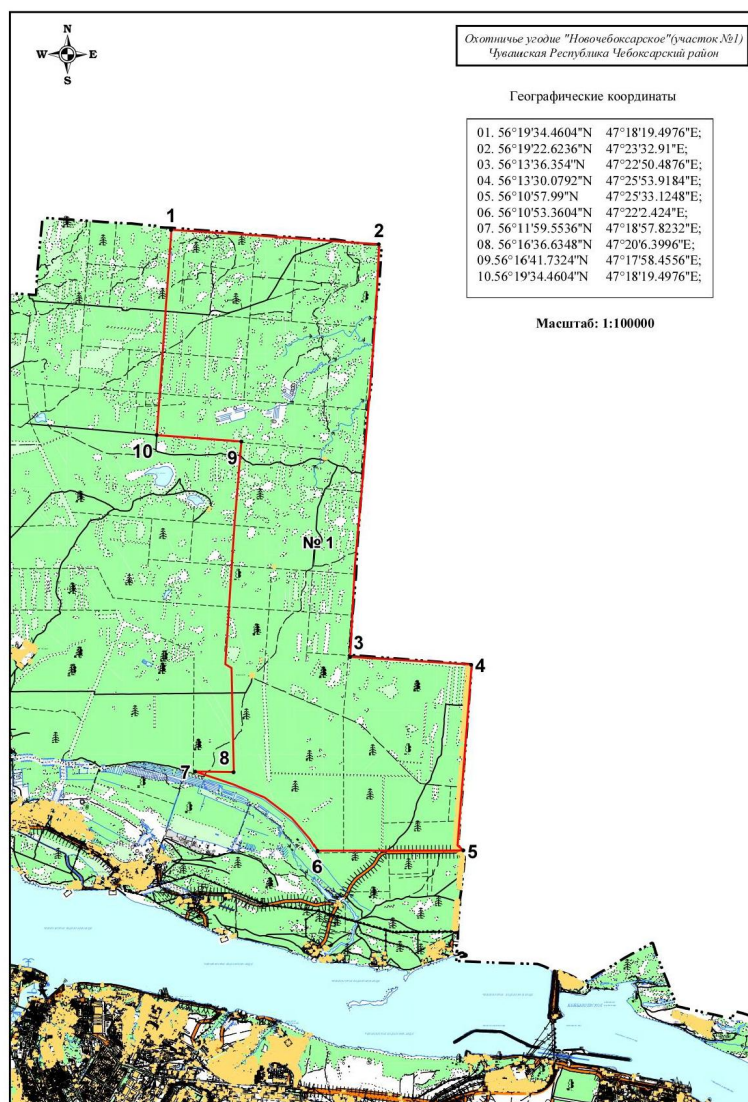 N
W E
S
Охотничье угодие "Новочебоксарское"(участок №1)
Чувашская Республика Чебоксарский район
Географические координаты
01. 56°19'34.4604"N 47°18'19.4976"E;
02. 56°19'22.6236"N 47°23'32.91"E;
03. 56°13'36.354"N 47°22'50.4876"E;
04. 56°13'30.0792"N 47°25'53.9184"E;
05. 56°10'57.99"N 47°25'33.1248"E;
06. 56°10'53.3604"N 47°22'2.424"E;
07. 56°11'59.5536"N 47°18'57.8232"E;
08. 56°16'36.6348"N 47°20'6.3996"E;
09.56°16'41.7324"N 47°17'58.4556"E;
10.56°19'34.4604"N 47°18'19.4976"E;
Масштаб: 1:100000
1
2
10
9
№ 1
3
4
7
8
6
5